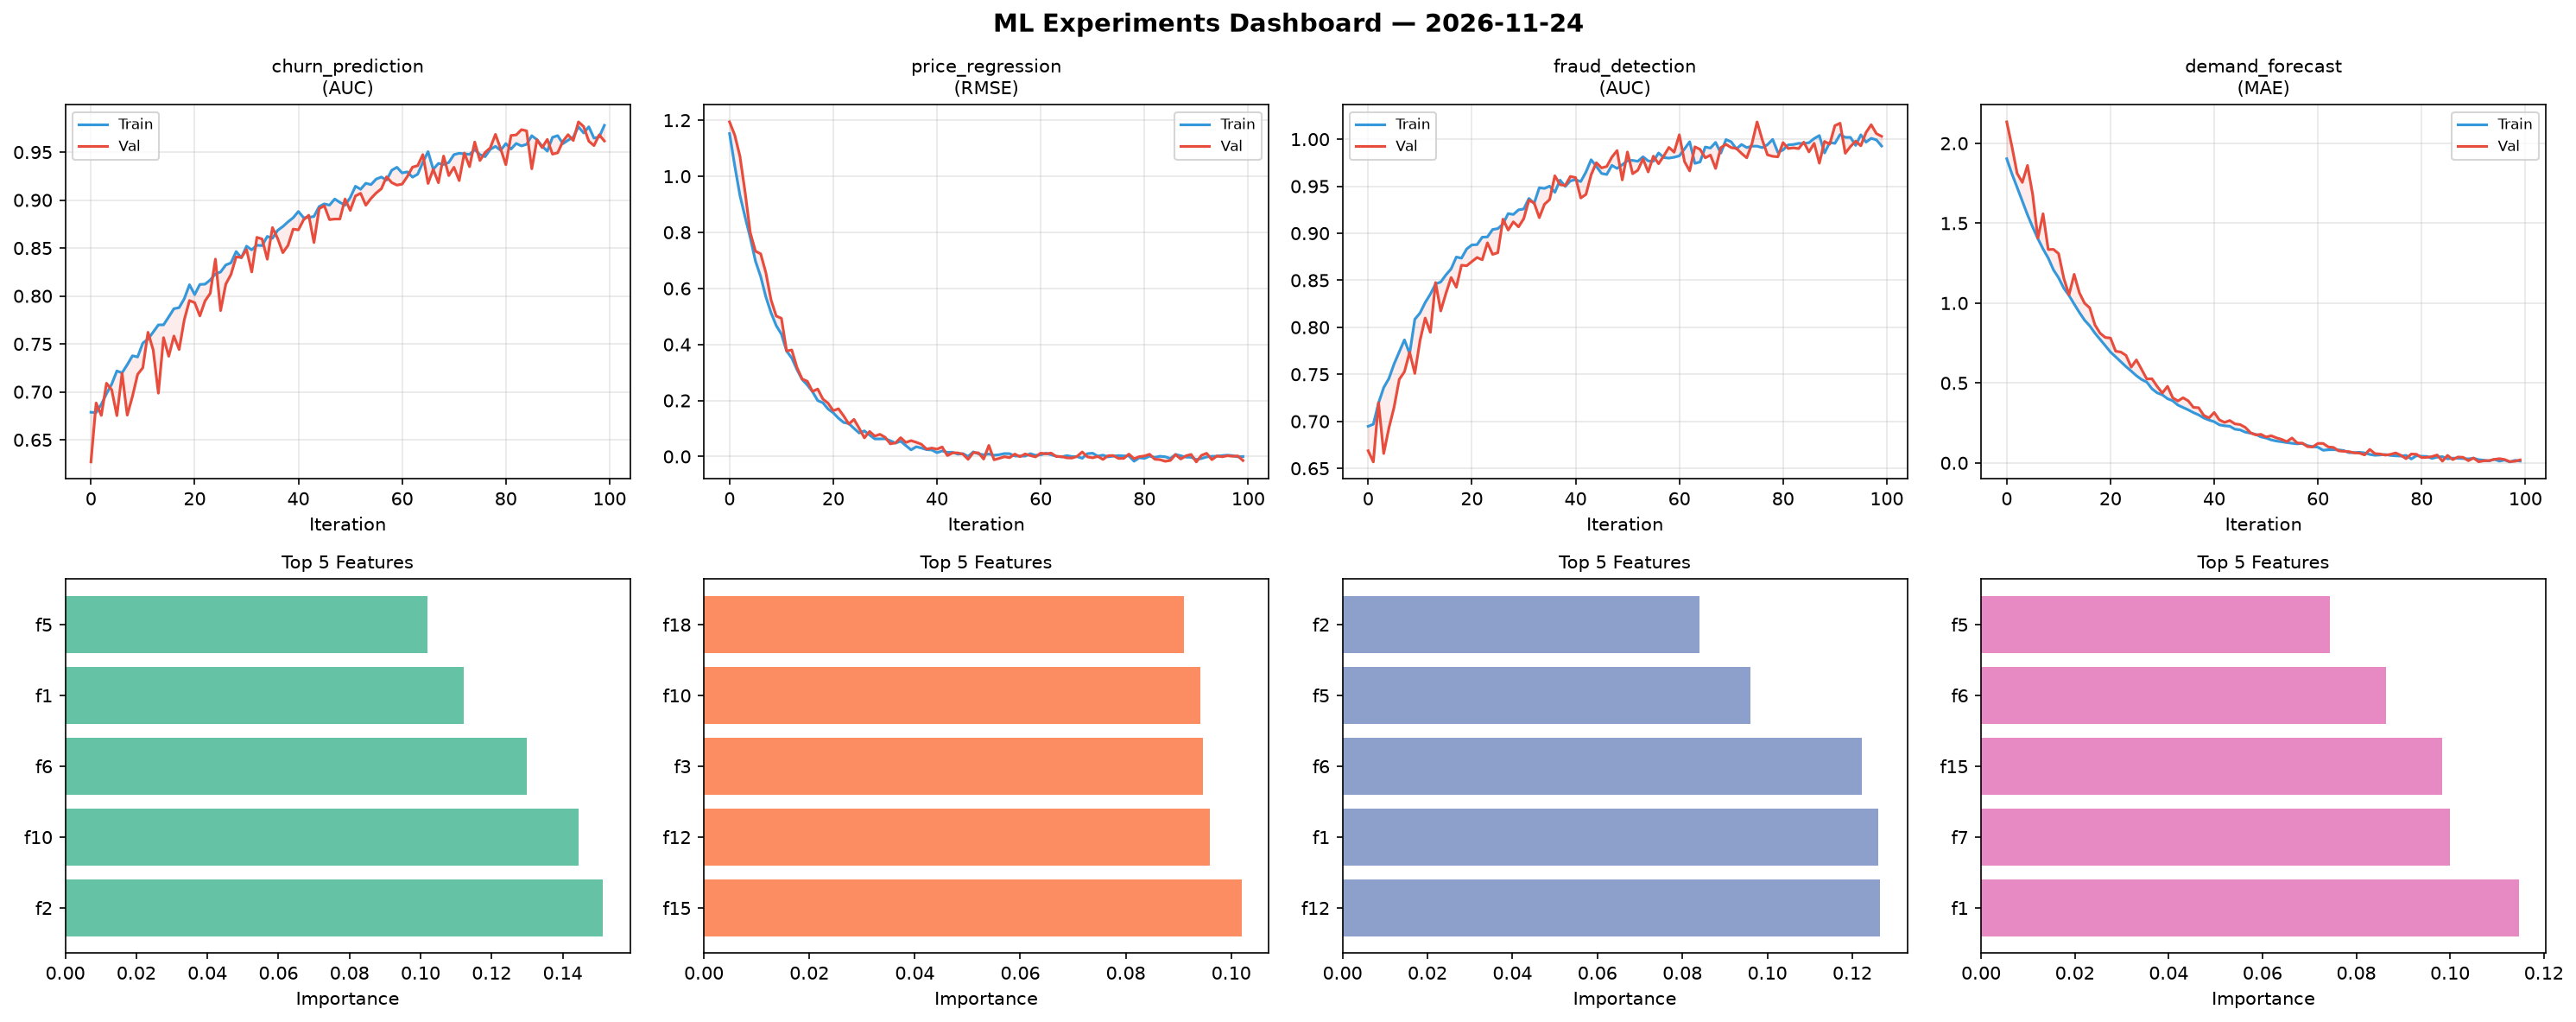 ML Experiments Dashboard — 2026-11-24
churn_prediction
(AUC)
Train
Val
0.95
0.90
0.85
0.80
0.75
0.70
0.65
0 20 40 60 80 100
Iteration
price_regression
(RMSE)
Train
Val
1.2
1.0
0.8
0.6
0.4
0.2
0.0
0 20 40 60 80 100
Iteration
fraud_detection
(AUC)
Train
Val
1.00
0.95
0.90
0.85
0.80
0.75
0.70
0.65
0 20 40 60 80 100
Iteration
demand_forecast
(MAE)
Train
Val
2.0
1.5
1.0
0.5
0.0
0 20 40 60 80 100
Iteration
Top 5 Features
f5
f1
f6
f10
f2
0.00 0.02 0.04 0.06 0.08 0.10 0.12 0.14
Importance
Top 5 Features
f18
f10
f3
f12
f15
0.00 0.02 0.04 0.06 0.08 0.10
Importance
Top 5 Features
f2
f5
f6
f1
f12
0.00 0.02 0.04 0.06 0.08 0.10 0.12
Importance
Top 5 Features
f5
f6
f15
f7
f1
0.00 0.02 0.04 0.06 0.08 0.10 0.12
Importance